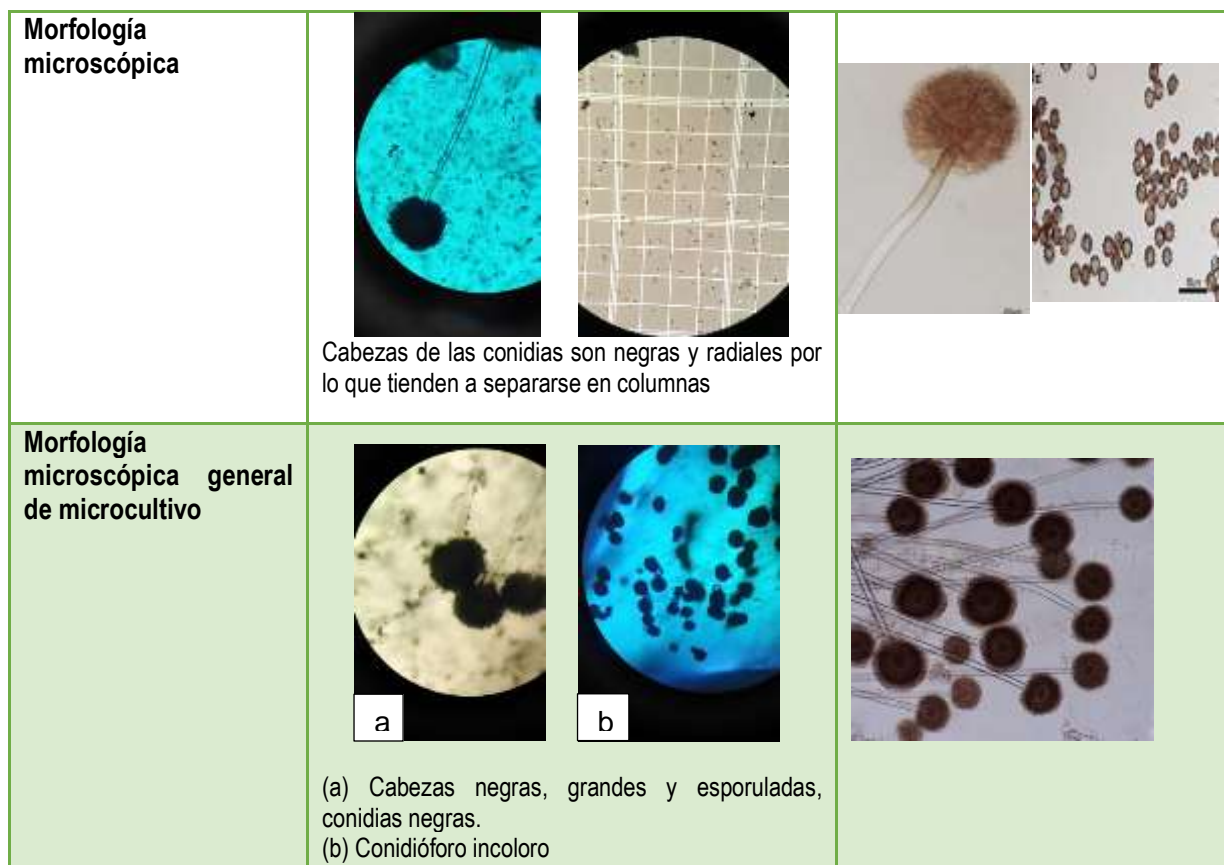 Morfología
microscópica
Cabezas de las conidias son negras y radiales por
lo que tienden a separarse en columnas
Morfología
microscópica general
de microcultivo
a
b
(a) Cabezas negras, grandes y esporuladas,
conidias negras.
(b) Conidióforo incoloro